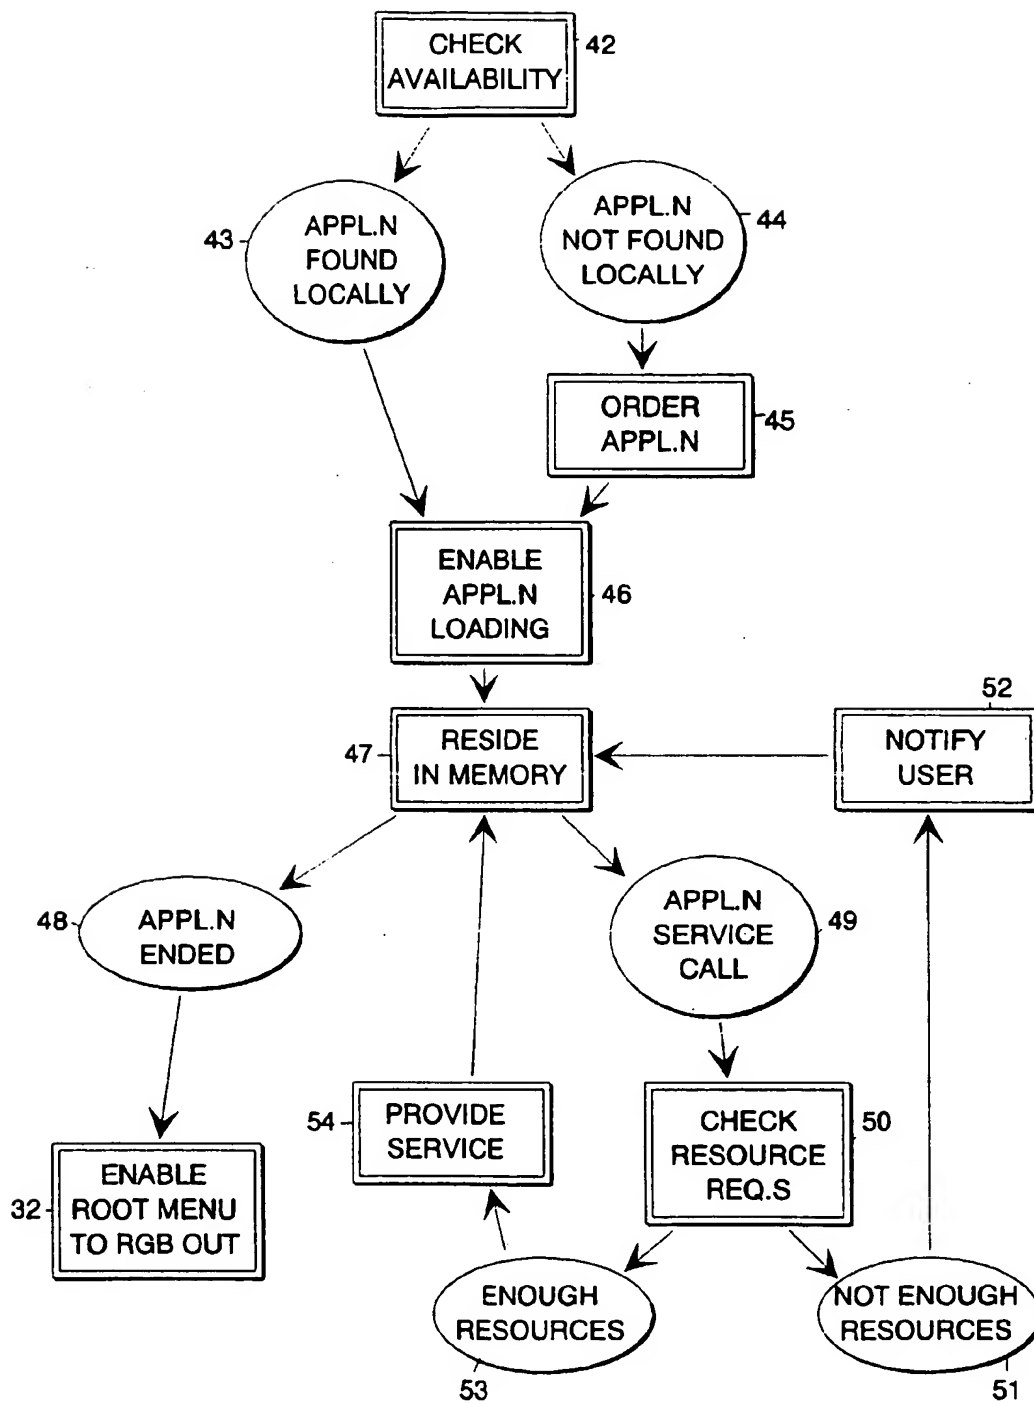 CHECK
AVAILABILITY
42
APPL.N
FOUND
LOCALLY
43
APPL.N
NOT FOUND
LOCALLY
44
ORDER
APPL.N
45
ENABLE
APPL.N
LOADING
46
RESIDE
IN MEMORY
47
NOTIFY
USER
52
APPL.N
ENDED
48
APPL.N
SERVICE
CALL
49
ENABLE
ROOT MENU
TO RGB OUT
32
PROVIDE
SERVICE
54
CHECK
RESOURCE
REQ.S
50
ENOUGH
RESOURCES
53
NOT ENOUGH
RESOURCES
51